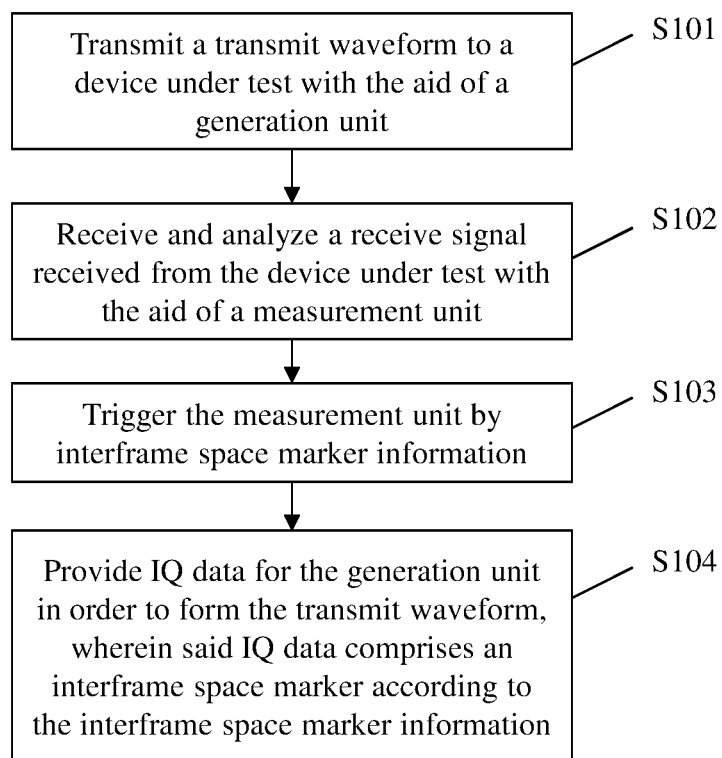 Transmit a transmit waveform to a
device under test with the aid of a
generation unit
S101
Receive and analyze a receive signal
received from the device under test with
the aid of a measurement unit
S102
Trigger the measurement unit by
interframe space marker information
S103
Provide IQ data for the generation unit
in order to form the transmit waveform,
wherein said IQ data comprises an
interframe space marker according to
the interframe space marker information
S104